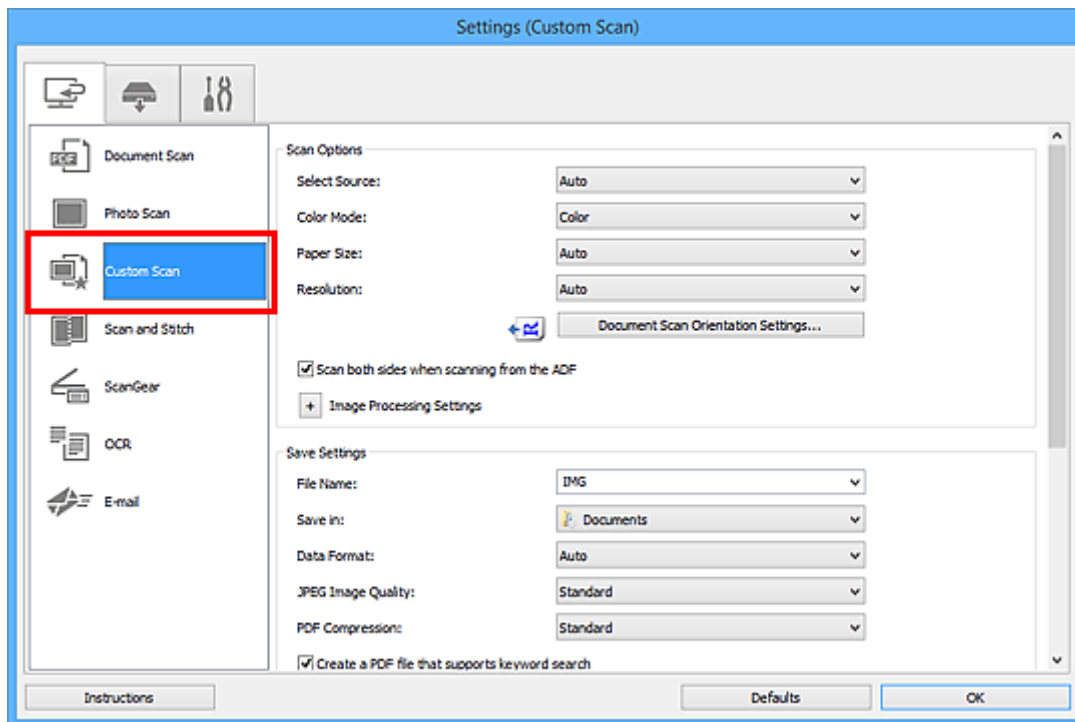 Settings (Custom Scan)
PDF
Document Scan
Photo Scan
Custom Scan
Scan and Stitch
ScanGear
OCR
E-mail
Scan Options
Select Source: Auto
Color Mode: Color
Paper Size: Auto
Resolution: Auto
R Document Scan Orientation Settings...
Scan both sides when scanning from the ADF
+ Image Processing Settings
Save Settings
File Name: IMG
Save in: Documents
Data Format: Auto
JPEG Image Quality: Standard
PDF Compression: Standard
Create a PDF file that supports keyword search
Instructions Defaults OK